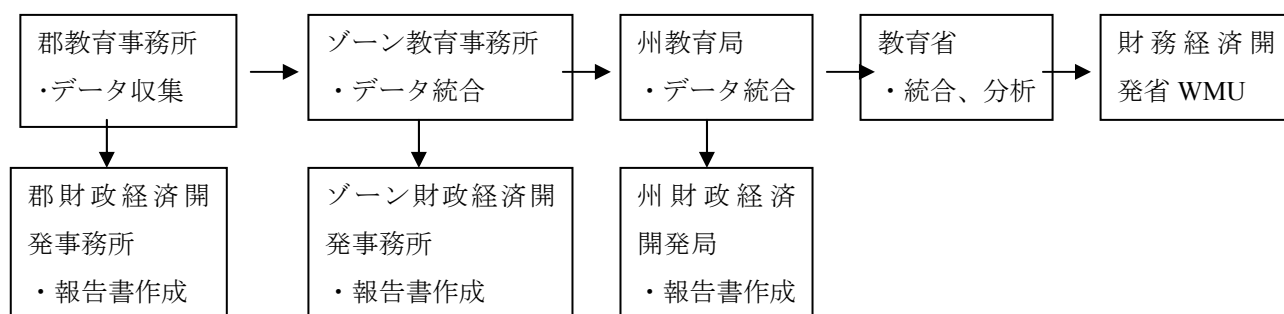 郡教育事務所
・データ収集
ゾーン教育事務所
・データ統合
州教育局
・データ統合
教育省
・統合、分析
財務経済開
発省 WMU
郡財政経済開
発事務所
・報告書作成
ゾーン財政経済開
発事務所
・報告書作成
州財政経済
開発局
・報告書作成